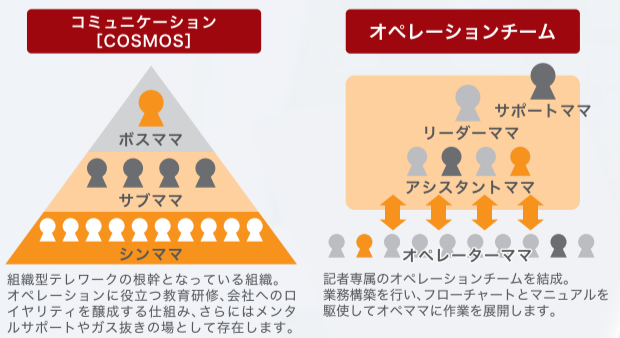 コミュニケーション
[COSMOS]
ボスママ
サブママ
シンママ
組織型テレワークの根幹となっている組織。
オペレーションに役立つ教育研修、会社へのロ
イヤリティを醸成する仕組み、さらにはメンタ
ルサポートやガス抜きの場として存在します。
オペレーションチーム
サポートママ
リーダーママ
アシスタントママ
オペレーターママ
記者専属のオペレーションチームを結成。
業務構築を行い、フローチャートとマニュアルを
駆使してオペママに作業を展開します。